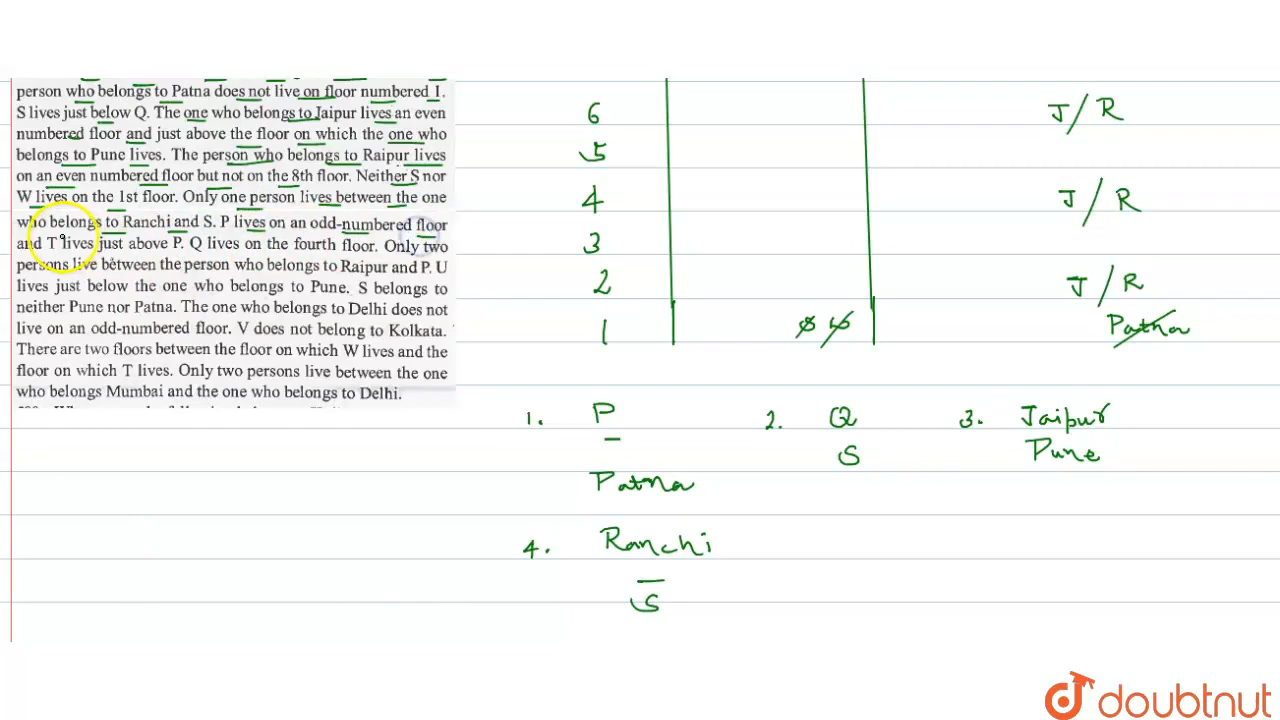 person who belongs to Patna does not live on floor numbered 1.
S lives just below Q. The one who belongs to Jaipur lives an even
numbered floor and just above the floor on which the one who
belongs to Pune lives. The person who belongs to Raipur lives
on an even numbered floor but not on the 8th floor. Neither S nor
W lives on the 1st floor. Only one person lives between the one
who belongs to Ranchi and S. P lives on an odd-numbered floor
and T lives just above P. Q lives on the fourth floor. Only two
persons live between the person who belongs to Raipur and P. U
lives just below the one who belongs to Pune. S belongs to
neither Pune nor Patna. The one who belongs to Delhi does not
live on an odd-numbered floor. V does not belong to Kolkata.
There are two floors between the floor on which W lives and the
floor on which T lives. Only two persons live between the one
who belongs Mumbai and the one who belongs to Delhi.
6 J/R
5
4 J/R
3
2 J/R
1 S W Patna
1. P 2. Q 3. Jaipur
S Pune
Patna
4. Ranchi
S
doubtnut